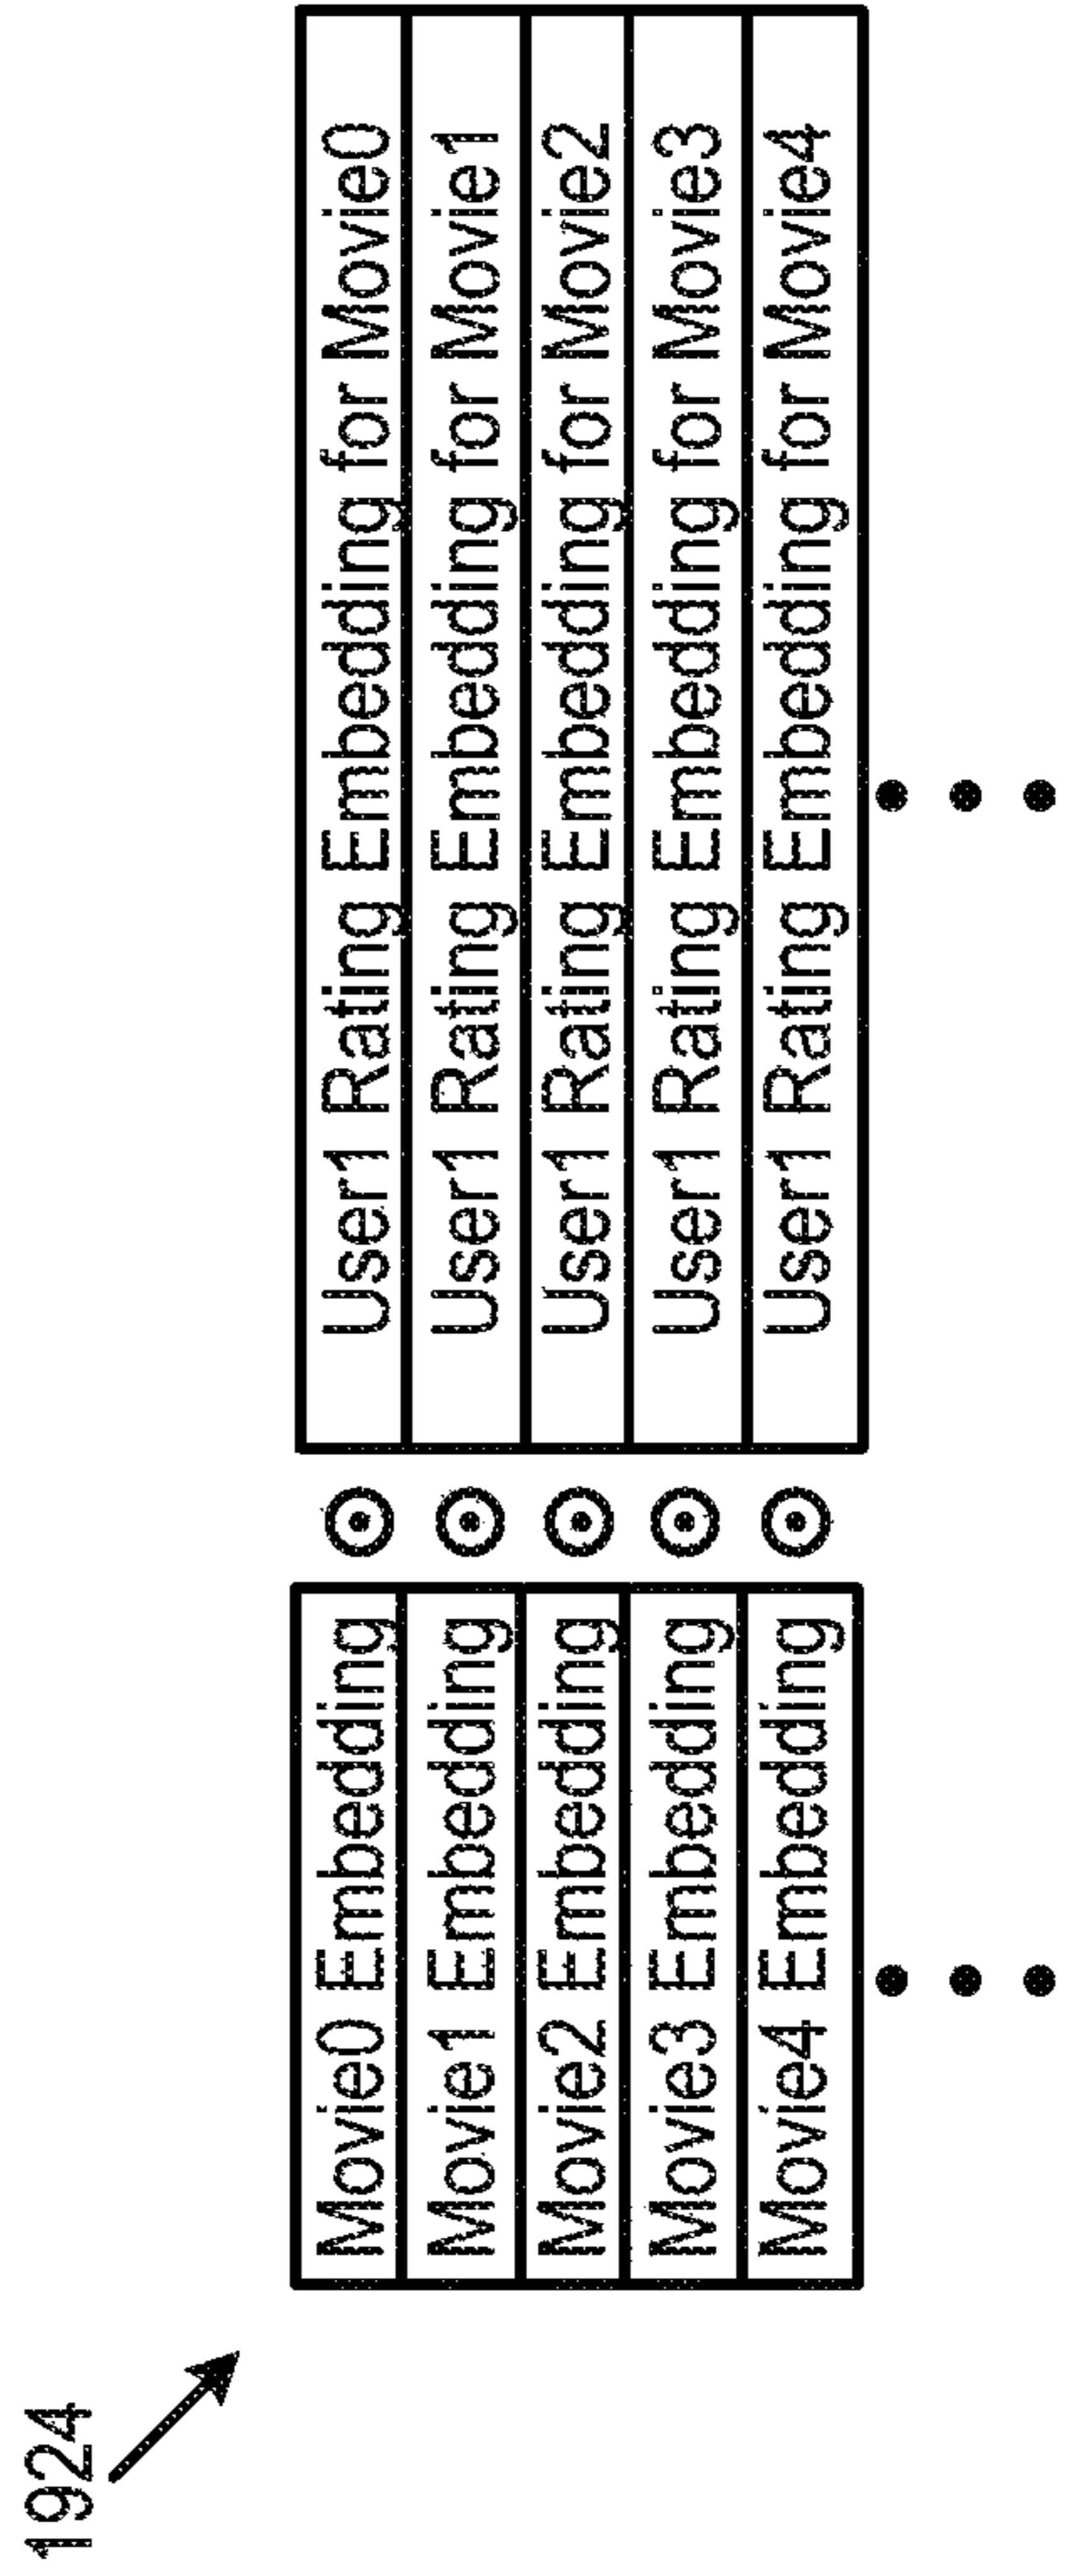 1924
Movie0 Embedding ⊙ User1 Rating Embedding for Movie0
Movie1 Embedding ⊙ User1 Rating Embedding for Movie1
Movie2 Embedding ⊙ User1 Rating Embedding for Movie2
Movie3 Embedding ⊙ User1 Rating Embedding for Movie3
Movie4 Embedding ⊙ User1 Rating Embedding for Movie4